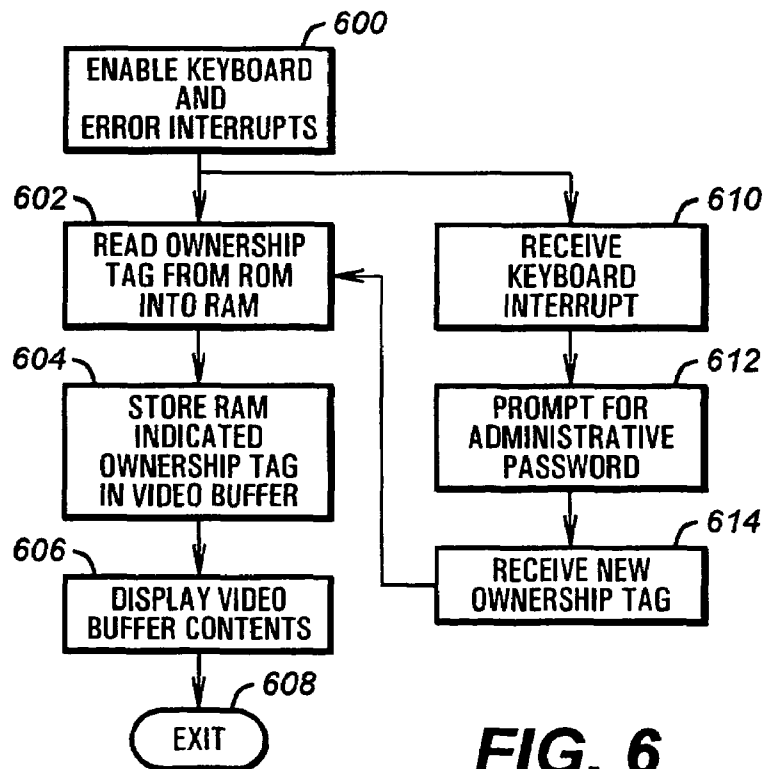 600
ENABLE KEYBOARD
AND
ERROR INTERRUPTS
602
READ OWNERSHIP
TAG FROM ROM
INTO RAM
610
RECEIVE
KEYBOARD
INTERRUPT
604
STORE RAM
INDICATED
OWNERSHIP TAG
IN VIDEO BUFFER
612
PROMPT FOR
ADMINISTRATIVE
PASSWORD
606
DISPLAY VIDEO
BUFFER CONTENTS
614
RECEIVE NEW
OWNERSHIP TAG
608
EXIT
FIG. 6